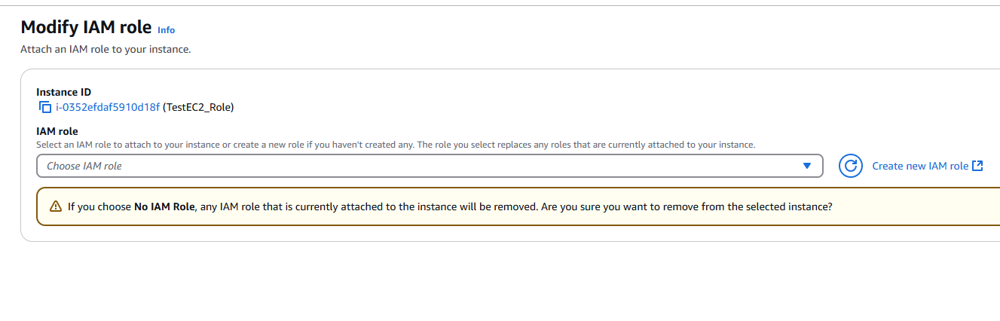 Modify IAM role Info
Attach an IAM role to your instance.
Instance ID
i-0352efdaf5910d18f (TestEC2_Role)
IAM role
Select an IAM role to attach to your instance or create a new role if you haven't created any. The role you select replaces any roles that are currently attached to your instance.
Choose IAM role
Create new IAM role
If you choose No IAM Role, any IAM role that is currently attached to the instance will be removed. Are you sure you want to remove from the selected instance?